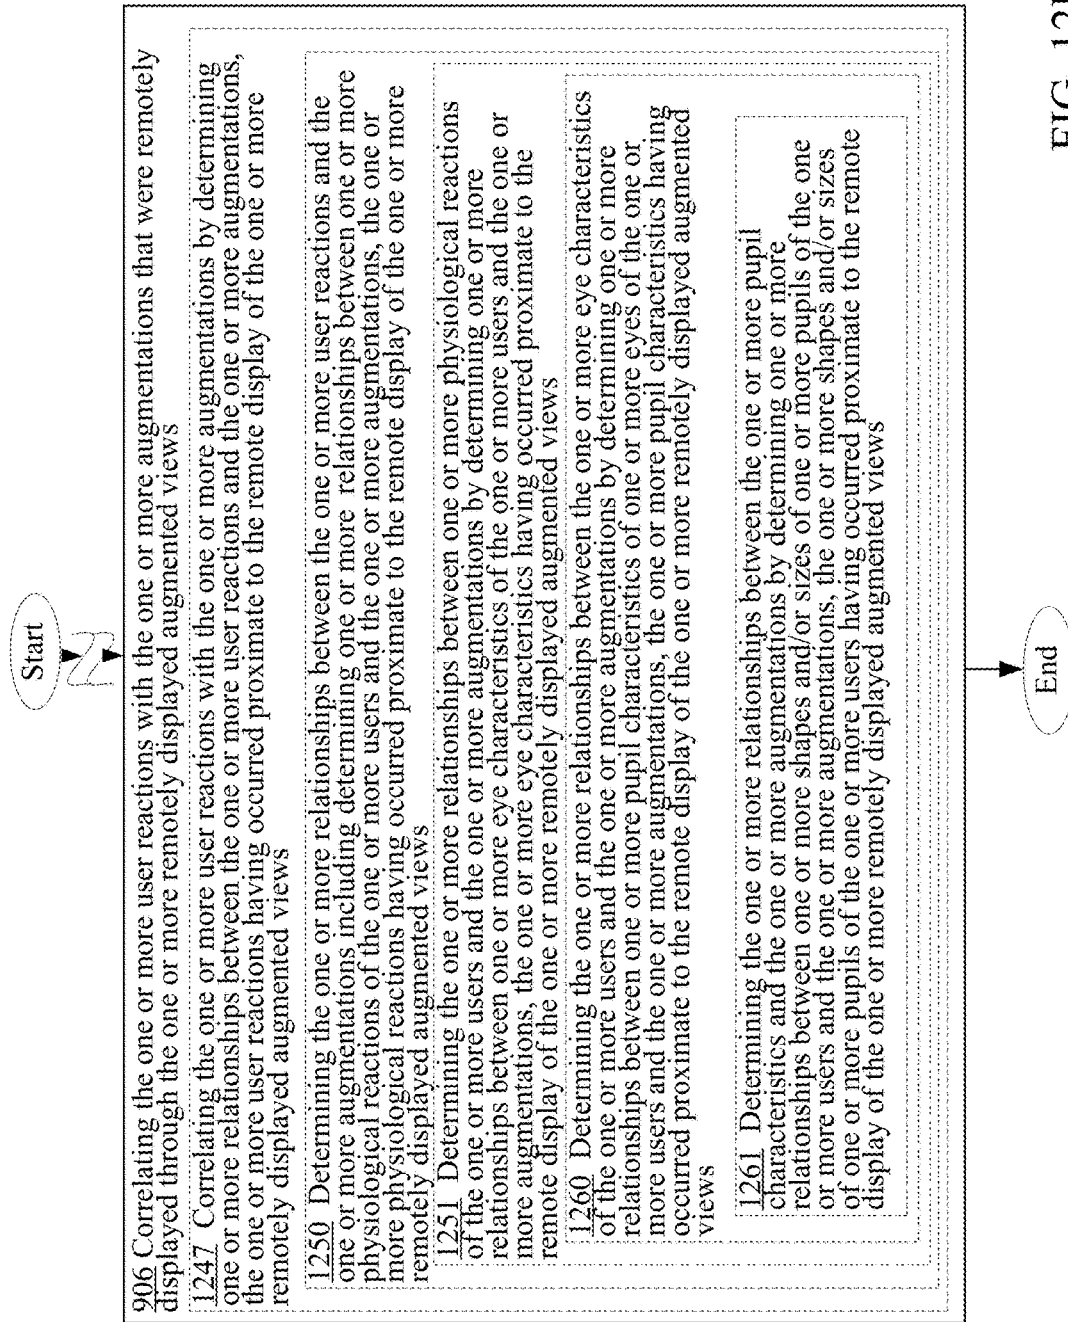 Start
906 Correlating the one or more user reactions with the one or more augmentations that were remotely
displayed through the one or more remotely displayed augmented views
1247 Correlating the one or more user reactions with the one or more augmentations by determining
one or more relationships between the one or more user reactions and the one or more augmentations,
the one or more user reactions having occurred proximate to the remote display of the one or more
remotely displayed augmented views
1250 Determining the one or more relationships between the one or more user reactions and the
one or more augmentations including determining one or more relationships between one or more
physiological reactions of the one or more users and the one or more augmentations, the one or
more physiological reactions having occurred proximate to the remote display of the one or more
remotely displayed augmented views
1251 Determining the one or more relationships between one or more physiological reactions
of the one or more users and the one or more augmentations by determining one or more
relationships between one or more eye characteristics of the one or more users and the one or
more augmentations, the one or more eye characteristics having occurred proximate to the
remote display of the one or more remotely displayed augmented views
1260 Determining the one or more relationships between the one or more eye characteristics
of the one or more users and the one or more augmentations by determining one or more
relationships between one or more pupil characteristics of one or more eyes of the one or
more users and the one or more augmentations, the one or more pupil characteristics having
occurred proximate to the remote display of the one or more remotely displayed augmented
views
1261 Determining the one or more relationships between the one or more pupil
characteristics and the one or more augmentations by determining one or more
relationships between one or more shapes and/or sizes of one or more pupils of the one
or more users and the one or more augmentations, the one or more shapes and/or sizes
of one or more pupils of the one or more users having occurred proximate to the remote
display of the one or more remotely displayed augmented views
End
FIG.